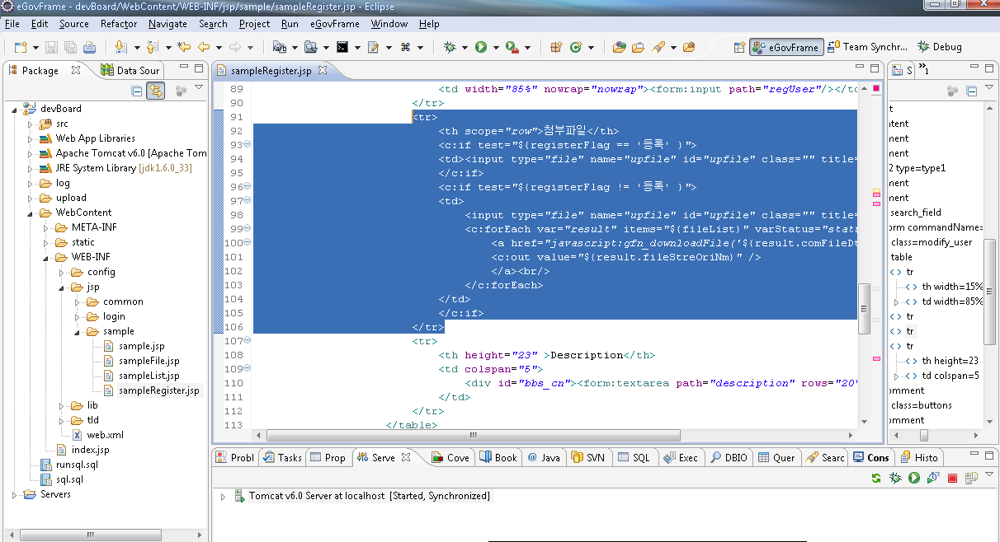 eGovFrame - devBoard/WebContent/WEB-INF/jsp/sample/sampleRegister.jsp - Eclipse
File Edit Source Refactor Navigate Search Project Run eGovFrame Window Help
eGovFrame Team Synchr... Debug
Package Data Sour
devBoard
src
Web App Libraries
Apache Tomcat v6.0 [Apache Tom
JRE System Library [jdk1.6.0_33]
log
upload
WebContent
META-INF
static
WEB-INF
config
jsp
common
login
sample
sample.jsp
sampleFile.jsp
sampleList.jsp
sampleRegister.jsp
lib
tld
web.xml
index.jsp
runsql.sql
sql.sql
Servers
sampleRegister.jsp
89 <td width="85%" nowrap="nowrap"><form:input path="regUser"/></to
90 </tr>
91 <tr>
92 <th scope="row">첨부파일</th>
93 <c:if test="${registerFlag == '등록' }">
94 <td><input type="file" name="upfile" id="upfile" class="" title=
95 </c:if>
96 <c:if test="${registerFlag != '등록' }">
97 <td>
98 <input type="file" name="upfile" id="upfile" class="" title=
99 <c:forEach var="result" items="${fileList}" varStatus="statu
100 <a href="javascript:gfn_downloadFile('${result.comFileDt
101 <c:out value="${result.fileStreOriNm}" />
102 </a><br/>
103 </c:forEach>
104 </td>
105 </c:if>
106 </tr>
107 <tr>
108 <th height="23" >Description</th>
109 <td colspan="5">
110 <div id="bbs_cn"><form:textarea path="description" rows="20"
111 </td>
112 </tr>
113 </table>
S »1
t
ntent
ment
ment
2 type=type1
nent
ment
search_field
orm commandName=
class=modify_user
table
tr
th width=15%
td width=85%
tr
tr
tr
th height=23
td colspan=5
omment
class=buttons
omment
Probl Tasks Prop Serve Cove Book Java SVN SQL Exec DBIO Quer Searc Cons Histo
Tomcat v6.0 Server at localhost [Started, Synchronized]